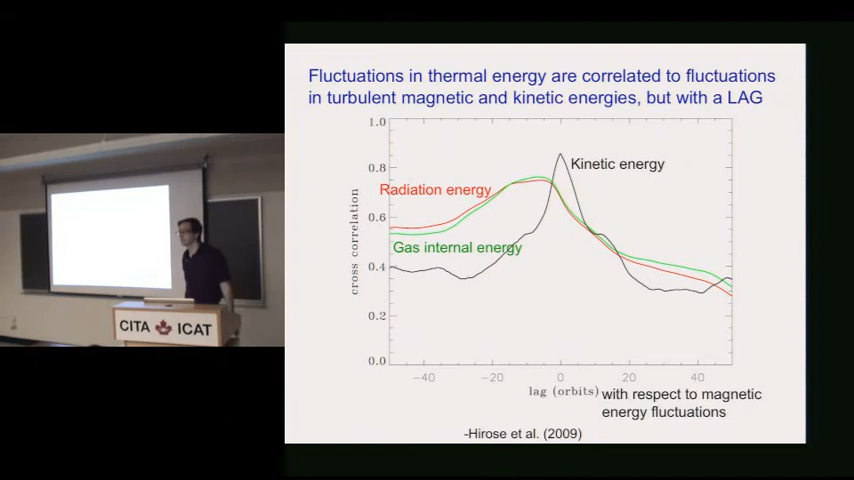 Fluctuations in thermal energy are correlated to fluctuations
in turbulent magnetic and kinetic energies, but with a LAG
1.0
0.8
0.6
0.4
0.2
0.0
cross correlation
Kinetic energy
Radiation energy
Gas internal energy
−40
−20
0
20
40
lag (orbits)
with respect to magnetic
energy fluctuations
-Hirose et al. (2009)
CITA ICAT